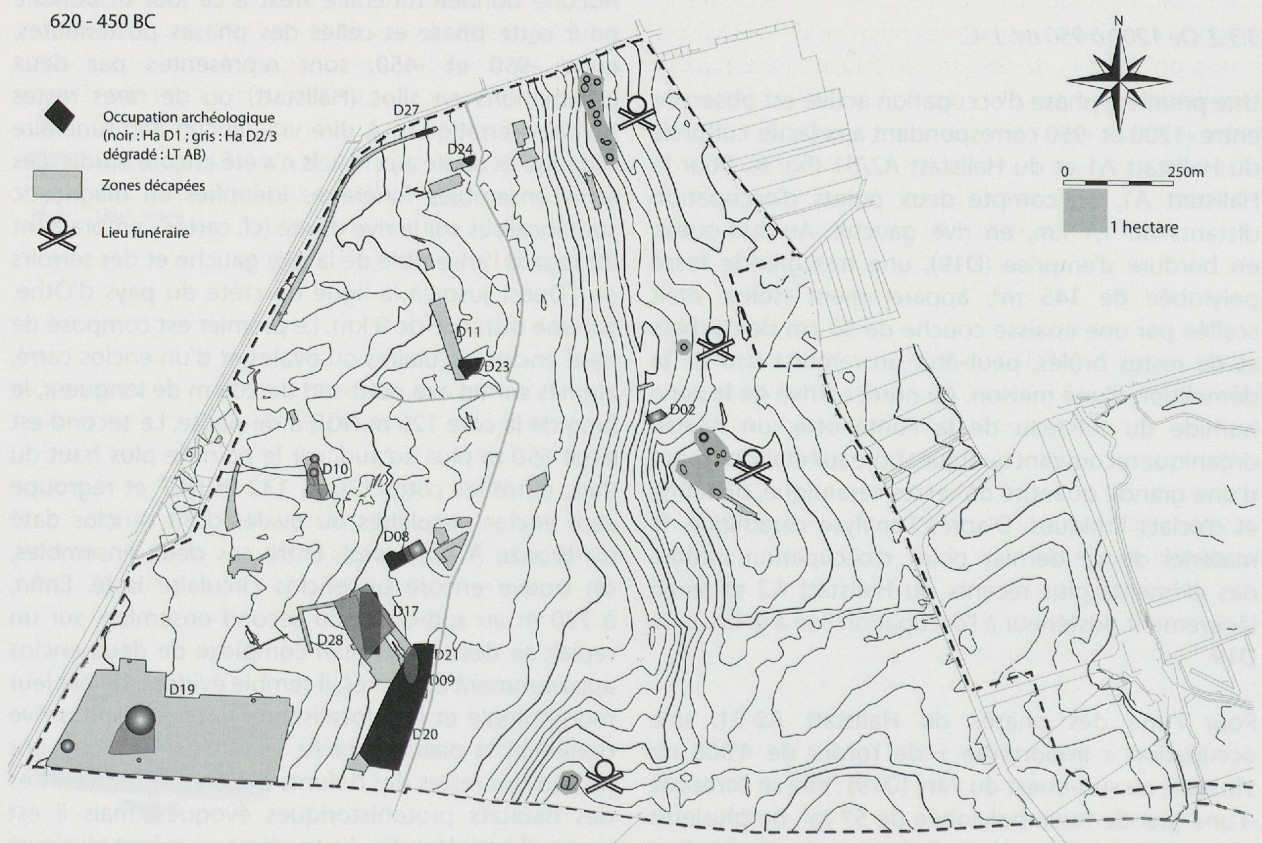 620 - 450 BC
Occupation archéologique
(noir : Ha D1 ; gris : Ha D2/3
dégradé : LT AB)
Zones décapées
Lieu funéraire
N
250m
1 hectare
D27
D24
D11
D23
D02
D10
D08
D17
D28
D21
D09
D19
D20